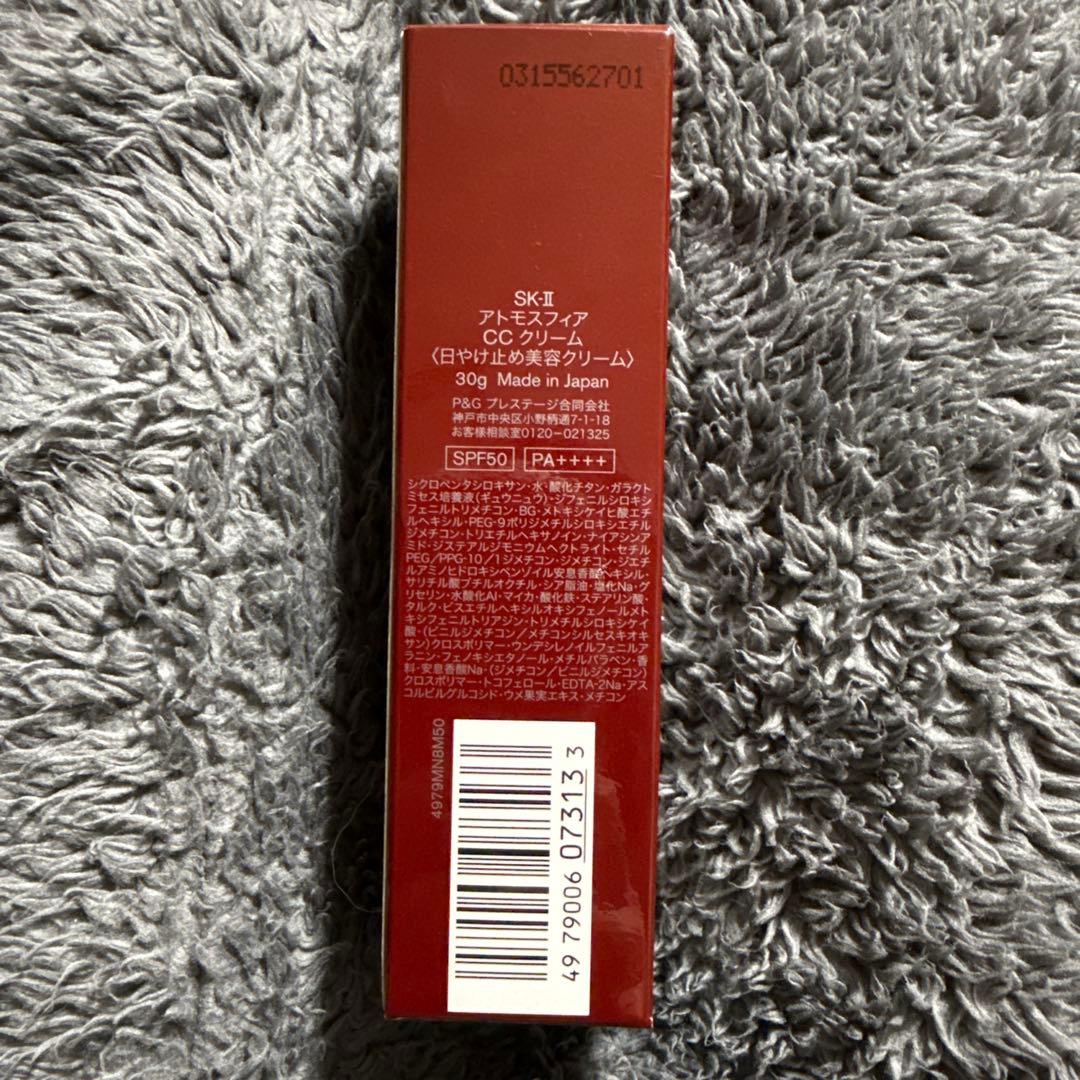 0315562701
SK-Ⅱ
アトモスフィア
CC クリーム
〈日やけ止め美容クリーム〉
30g Made in Japan
P&G プレステージ合同会社
神戸市中央区小野柄通7-1-18
お客様相談室0120-021325
SPF50 PA++++
シクロペンタシロキサン・水・酸化チタン・ガラクト
ミセス培養液(ギュウニュウ)・ジフェニルシロキシ
フェニルトリメチコン・BG・メトキシケイヒ酸エチ
ルヘキシル・PEG-9ポリジメチルシロキシエチル
ジメチコン・トリエチルヘキサノイン・ナイアシンア
ミド・ジステアルジモニウムヘクトライト・セチル
PEG/PPG-10/1ジメチコン・ジメチコン・ジエチ
ルアミノヒドロキシベンゾイル安息香酸ヘキシル・
サリチル酸ブチルオクチル・シア脂油・塩化Na・グ
リセリン・水酸化Al・マイカ・酸化鉄・ステアリン酸・
タルク・ビスエチルヘキシルオキシフェノールメト
キシフェニルトリアジン・トリメチルシロキシケイ
酸・(ビニルジメチコン/メチコンシルセスキオキ
サン)クロスポリマー・ウンデシレノイルフェニルア
ラニン・フェノキシエタノール・メチルパラベン・香
料・安息香酸Na・(ジメチコン/ビニルジメチコン)
クロスポリマー・トコフェロール・EDTA-2Na・アス
コルビルグルコシド・ウメ果実エキス・メチコン
4979MN8M50
49 79006 07313 3